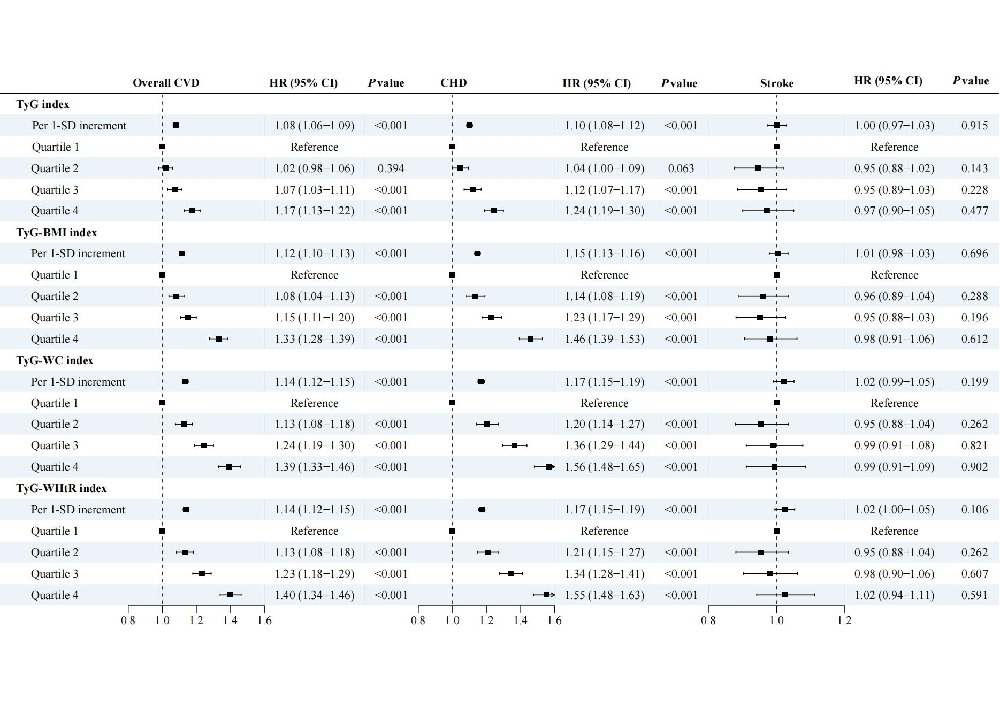 Overall CVD HR (95% CI) P value CHD HR (95% CI) P value Stroke HR (95% CI) P value
TyG index
Per 1-SD increment 1.08 (1.06−1.09) <0.001 1.10 (1.08−1.12) <0.001 1.00 (0.97−1.03) 0.915
Quartile 1 Reference Reference Reference
Quartile 2 1.02 (0.98−1.06) 0.394 1.04 (1.00−1.09) 0.063 0.95 (0.88−1.02) 0.143
Quartile 3 1.07 (1.03−1.11) <0.001 1.12 (1.07−1.17) <0.001 0.95 (0.89−1.03) 0.228
Quartile 4 1.17 (1.13−1.22) <0.001 1.24 (1.19−1.30) <0.001 0.97 (0.90−1.05) 0.477
TyG-BMI index
Per 1-SD increment 1.12 (1.10−1.13) <0.001 1.15 (1.13−1.16) <0.001 1.01 (0.98−1.03) 0.696
Quartile 1 Reference Reference Reference
Quartile 2 1.08 (1.04−1.13) <0.001 1.14 (1.08−1.19) <0.001 0.96 (0.89−1.04) 0.288
Quartile 3 1.15 (1.11−1.20) <0.001 1.23 (1.17−1.29) <0.001 0.95 (0.88−1.03) 0.196
Quartile 4 1.33 (1.28−1.39) <0.001 1.46 (1.39−1.53) <0.001 0.98 (0.91−1.06) 0.612
TyG-WC index
Per 1-SD increment 1.14 (1.12−1.15) <0.001 1.17 (1.15−1.19) <0.001 1.02 (0.99−1.05) 0.199
Quartile 1 Reference Reference Reference
Quartile 2 1.13 (1.08−1.18) <0.001 1.20 (1.14−1.27) <0.001 0.95 (0.88−1.04) 0.262
Quartile 3 1.24 (1.19−1.30) <0.001 1.36 (1.29−1.44) <0.001 0.99 (0.91−1.08) 0.821
Quartile 4 1.39 (1.33−1.46) <0.001 1.56 (1.48−1.65) <0.001 0.99 (0.91−1.09) 0.902
TyG-WHtR index
Per 1-SD increment 1.14 (1.12−1.15) <0.001 1.17 (1.15−1.19) <0.001 1.02 (1.00−1.05) 0.106
Quartile 1 Reference Reference Reference
Quartile 2 1.13 (1.08−1.18) <0.001 1.21 (1.15−1.27) <0.001 0.95 (0.88−1.04) 0.262
Quartile 3 1.23 (1.18−1.29) <0.001 1.34 (1.28−1.41) <0.001 0.98 (0.90−1.06) 0.607
Quartile 4 1.40 (1.34−1.46) <0.001 1.55 (1.48−1.63) <0.001 1.02 (0.94−1.11) 0.591
0.8 1.0 1.2 1.4 1.6 0.8 1.0 1.2 1.4 1.6 0.8 1.0 1.2